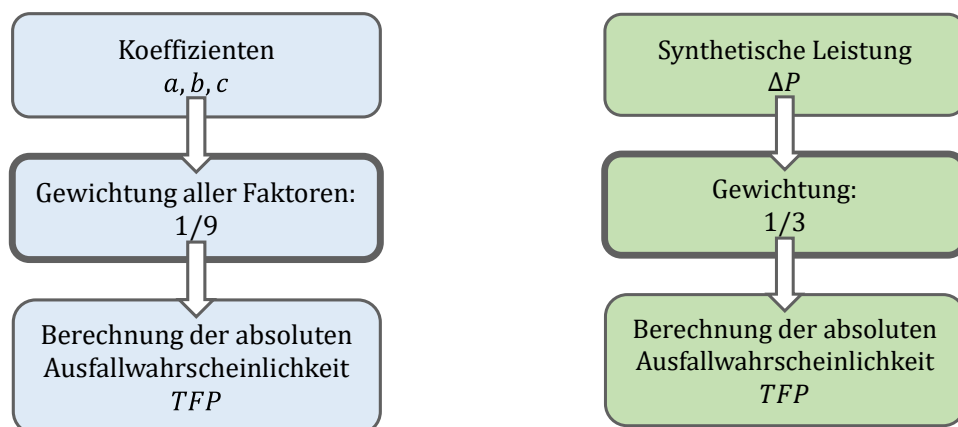 Koeffizienten
a, b, c
Gewichtung aller Faktoren:
1/9
Berechnung der absoluten
Ausfallwahrscheinlichkeit
TFP
Synthetische Leistung
ΔP
Gewichtung:
1/3
Berechnung der absoluten
Ausfallwahrscheinlichkeit
TFP